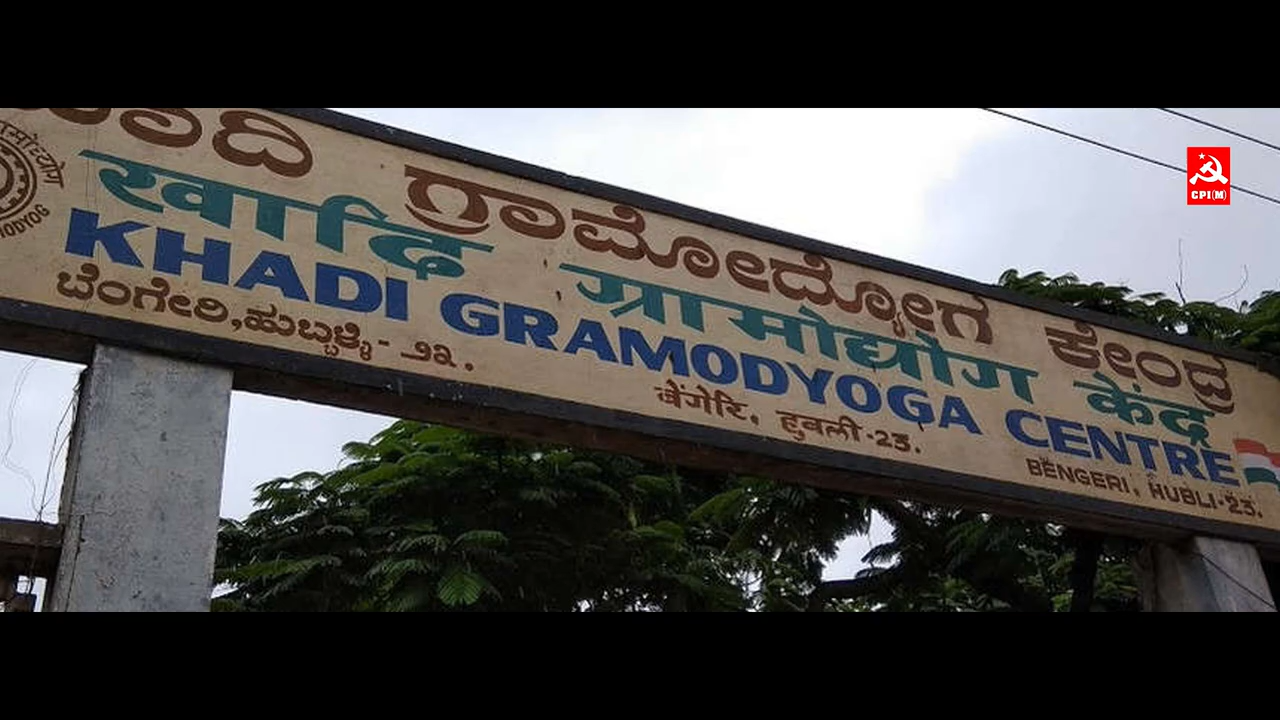 ಖಾದಿ ಗ್ರಾಮೋದ್ಯೋಗ ಕೇಂದ್ರ
खादि ग्रामोद्योग केंद्र
KHADI GRAMODYOGA CENTRE
ಬೆಂಗೇರಿ,ಹುಬ್ಬಳ್ಳಿ - ೨೩.
बेंगेरि, हुबली-23.
BENGERI, HUBLI-23.
CPI(M)